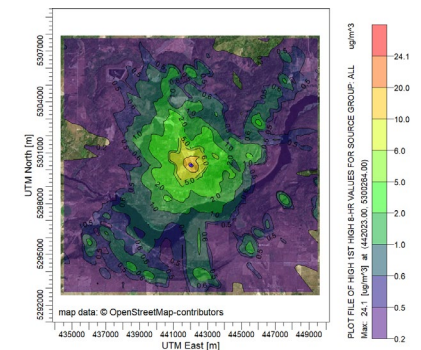 5307000
5304000
5301000
5298000
5295000
5292000
UTM North [m]
435000 437000 439000 441000 443000 445000 447000 449000
UTM East [m]
map data: © OpenStreetMap-contributors
PLOT FILE OF HIGH 1ST HIGH 8-HR VALUES FOR SOURCE GROUP: ALL ug/m^3
Max: 24.1 [ug/m^3] at (442023.00, 5300264.00)
24.1
20.0
10.0
6.0
5.0
2.0
1.0
0.6
0.5
0.2